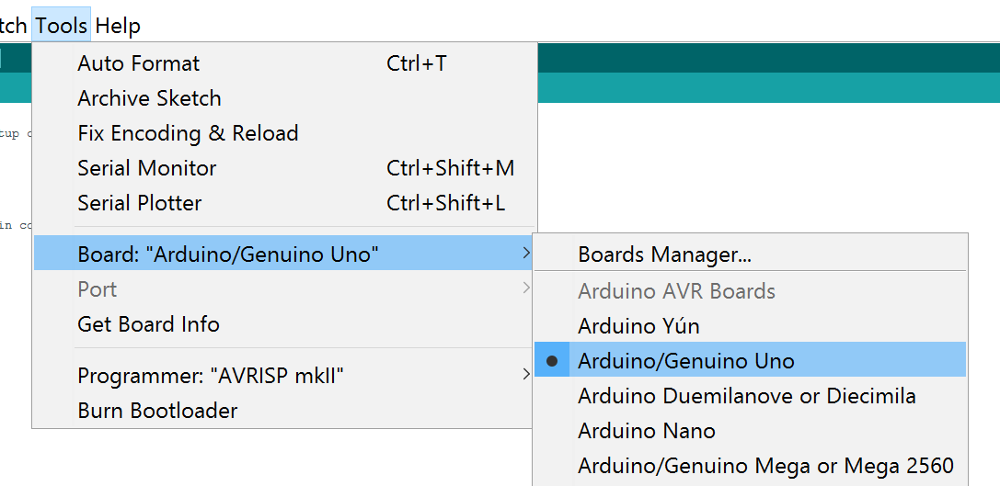 tch Tools Help
Auto Format Ctrl+T
Archive Sketch
Fix Encoding & Reload
Serial Monitor Ctrl+Shift+M
Serial Plotter Ctrl+Shift+L
Board: "Arduino/Genuino Uno"
Port
Get Board Info
Programmer: "AVRISP mkII"
Burn Bootloader
Boards Manager...
Arduino AVR Boards
Arduino Yún
Arduino/Genuino Uno
Arduino Duemilanove or Diecimila
Arduino Nano
Arduino/Genuino Mega or Mega 2560
tup c
in co